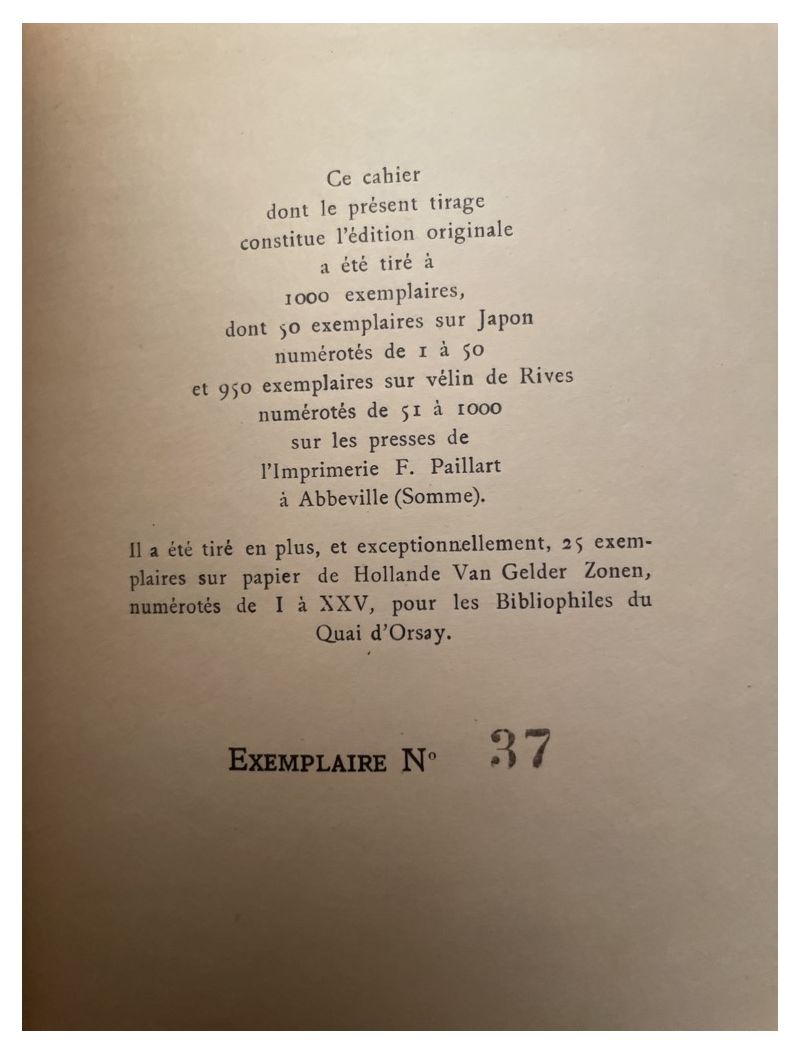 Ce cahier
dont le présent tirage
constitue l'édition originale
a été tiré à
1000 exemplaires,
dont 50 exemplaires sur Japon
numérotés de 1 à 50
et 950 exemplaires sur vélin de Rives
numérotés de 51 à 1000
sur les presses de
l'Imprimerie F. Paillart
à Abbeville (Somme).
Il a été tiré en plus, et exceptionnellement, 25 exem-
plaires sur papier de Hollande Van Gelder Zonen,
numérotés de I à XXV, pour les Bibliophiles du
Quai d'Orsay.
EXEMPLAIRE Nº 37